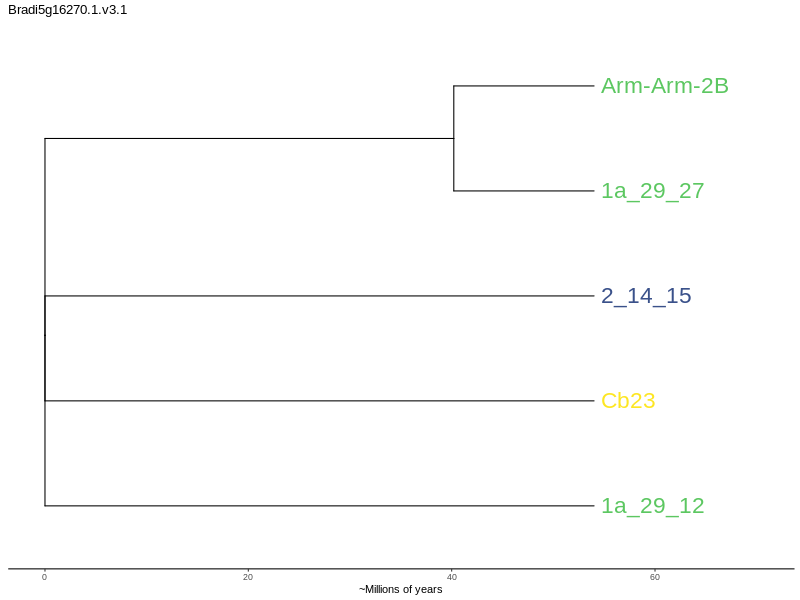 Bradi5g16270.1.v3.1
Arm-Arm-2B
1a_29_27
2_14_15
Cb23
1a_29_12
0 20 40 60
~Millions of years